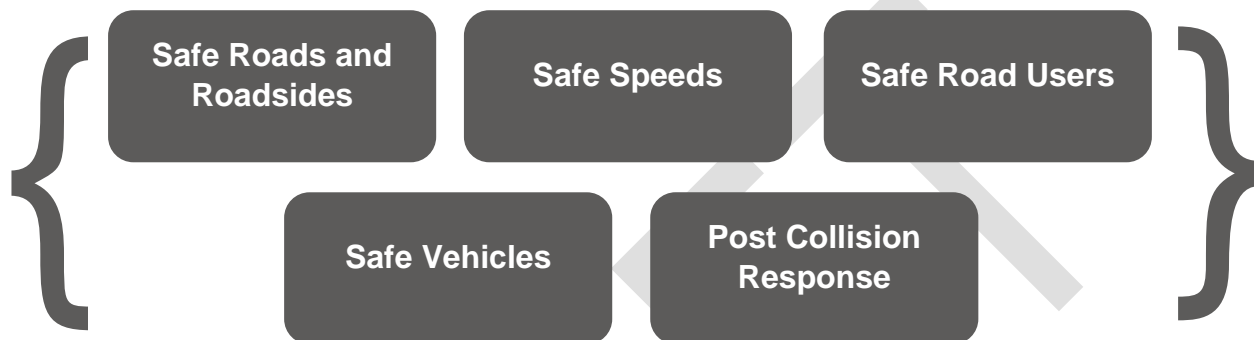 Safe Roads and
Roadsides
Safe Speeds
Safe Road Users
Safe Vehicles
Post Collision
Response